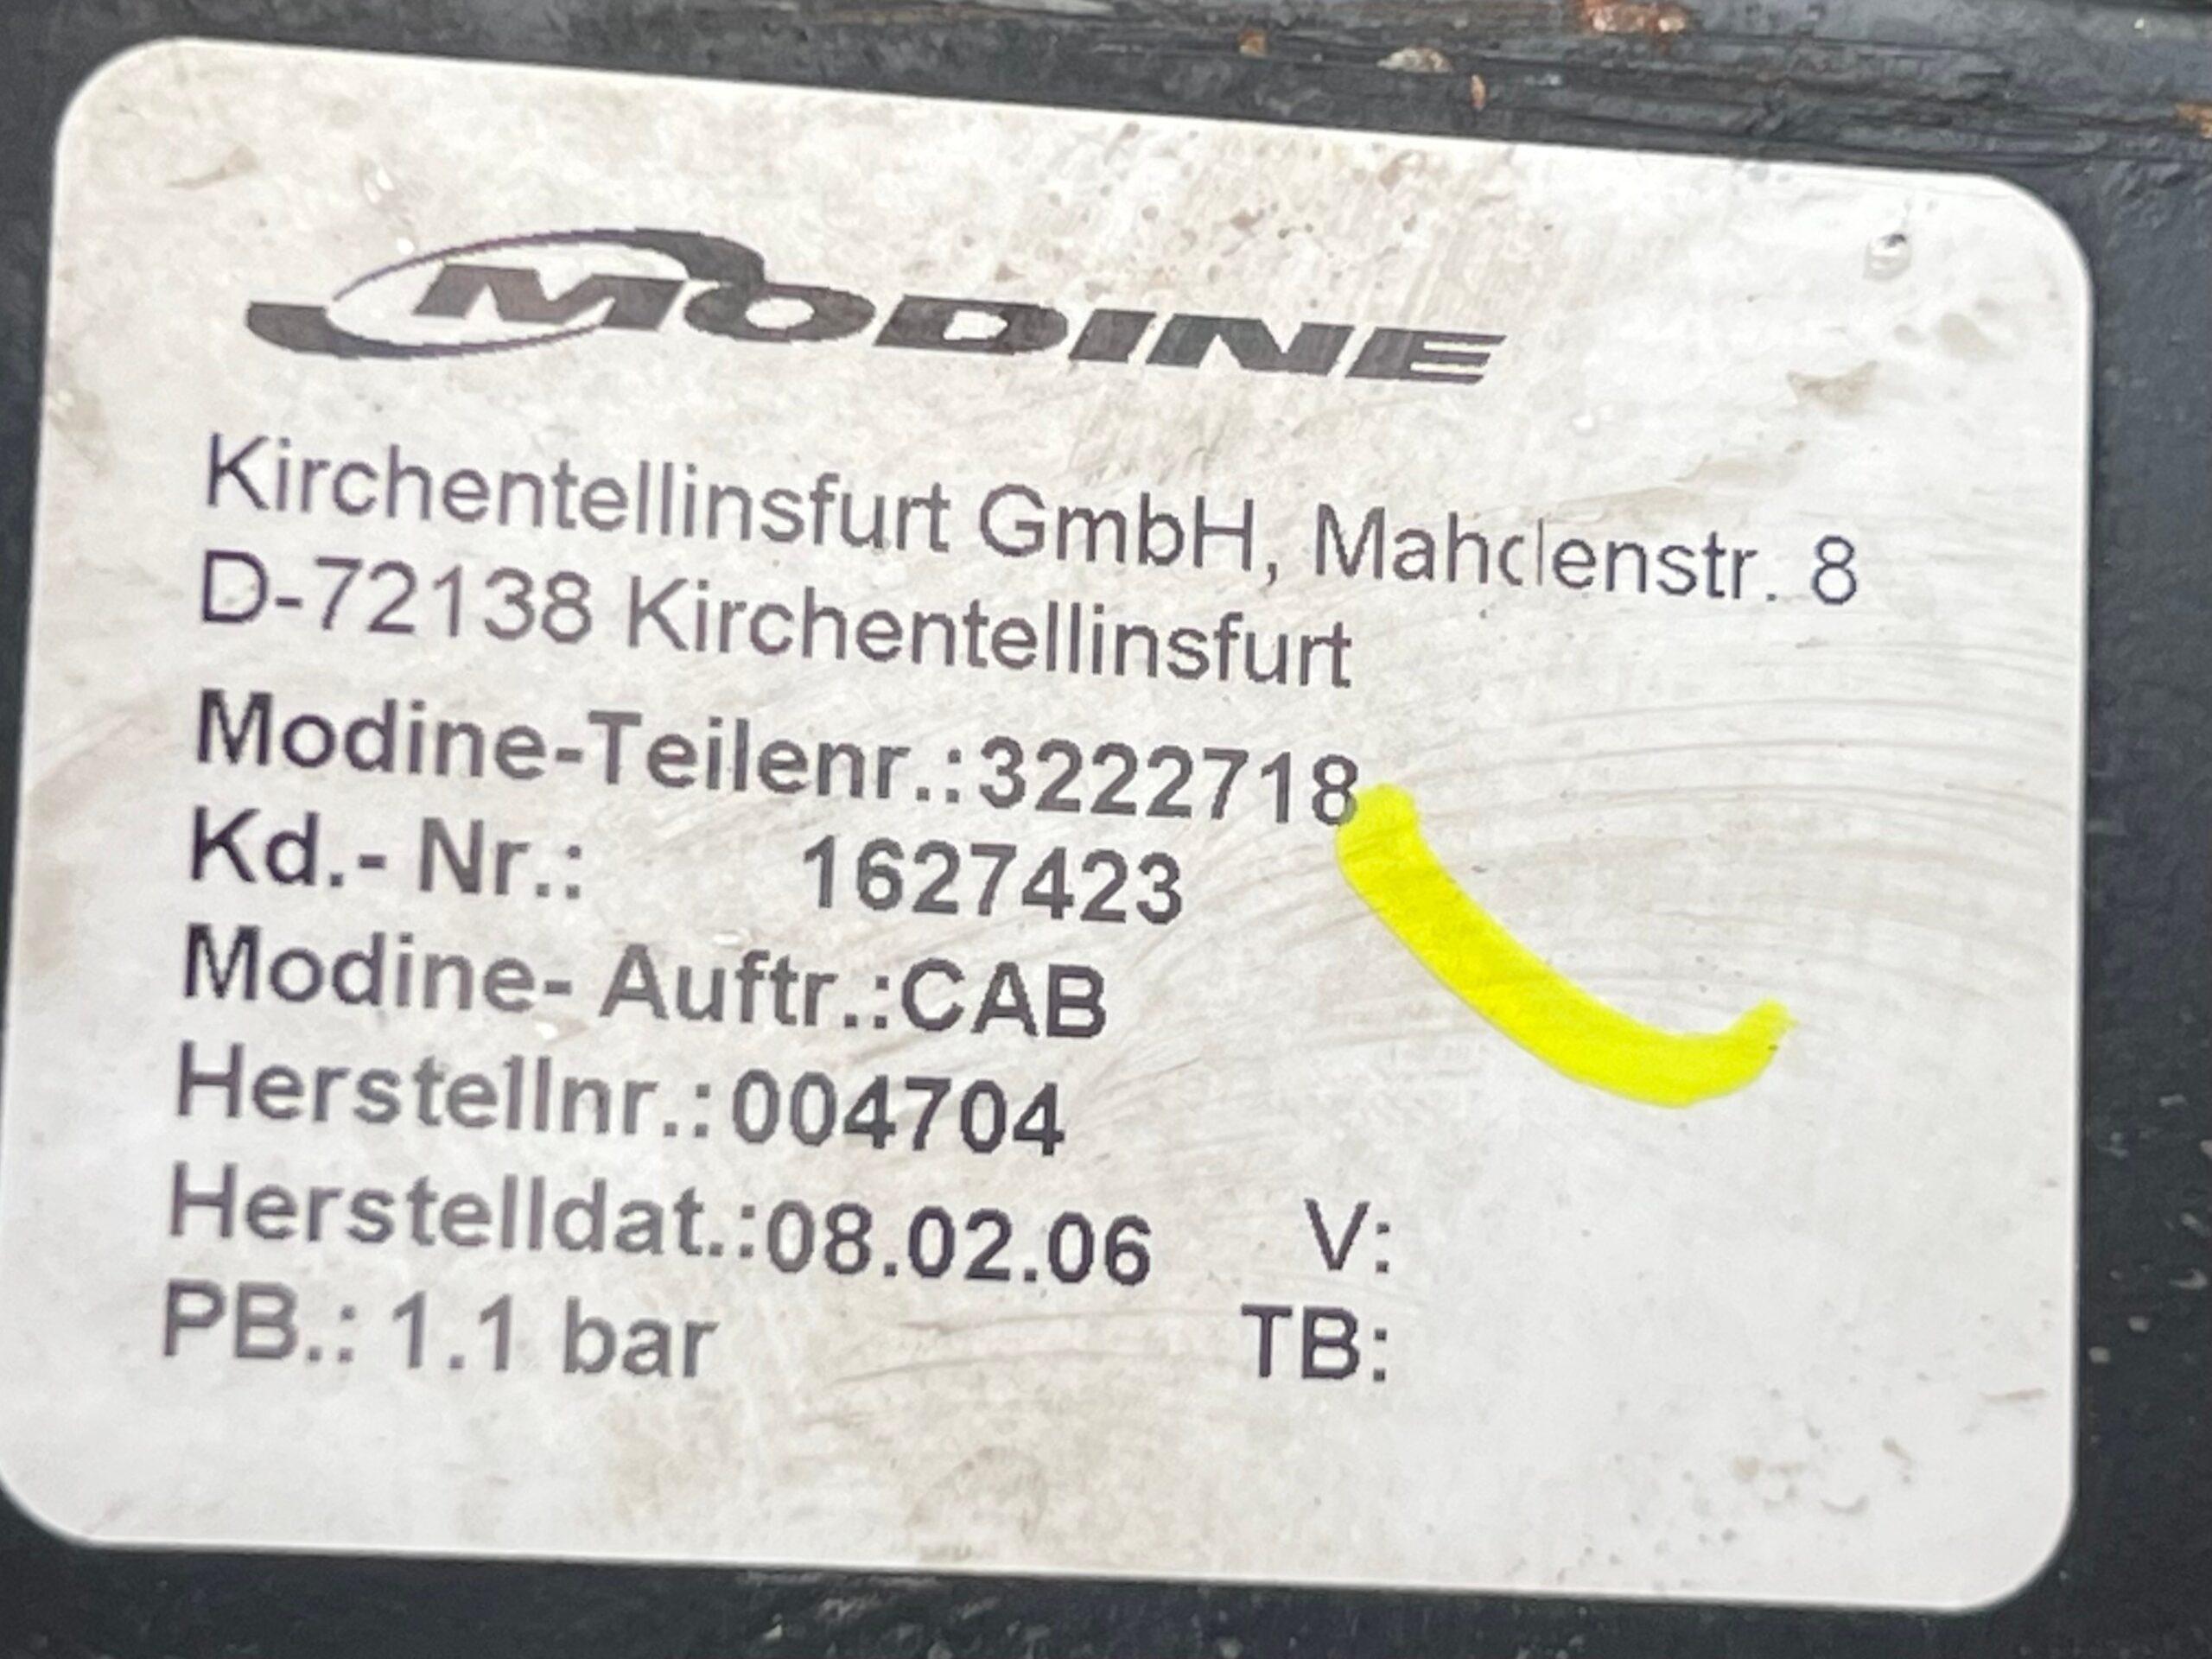 MODINE
Kirchentellinsfurt GmbH, Mahdenstr. 8
D-72138 Kirchentellinsfurt
Modine-Teilenr.:3222718
Kd.- Nr.: 1627423
Modine- Auftr.:CAB
Herstellnr.:004704
Herstelldat.:08.02.06 V:
PB.: 1.1 bar TB: